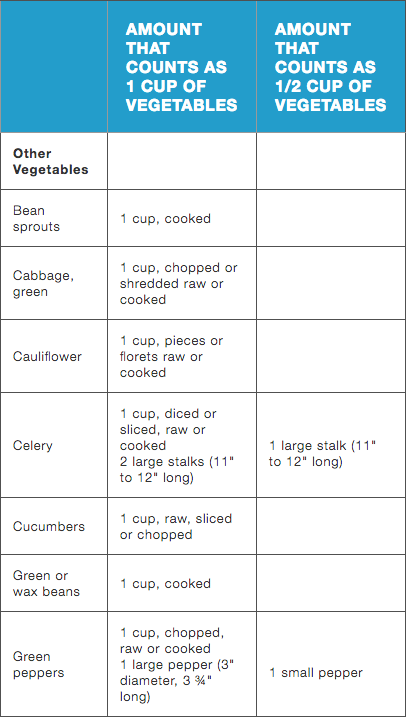 AMOUNT
THAT
COUNTS AS
1 CUP OF
VEGETABLES
AMOUNT
THAT
COUNTS AS
1/2 CUP OF
VEGETABLES
Other
Vegetables
Bean
sprouts
1 cup, cooked
Cabbage,
green
1 cup, chopped or
shredded raw or
cooked
Cauliflower
1 cup, pieces or
florets raw or
cooked
Celery
1 cup, diced or
sliced, raw or
cooked
2 large stalks (11"
to 12" long)
1 large stalk (11"
to 12" long)
Cucumbers
1 cup, raw, sliced
or chopped
Green or
wax beans
1 cup, cooked
Green
peppers
1 cup, chopped,
raw or cooked
1 large pepper (3"
diameter, 3 ¾"
long)
1 small pepper